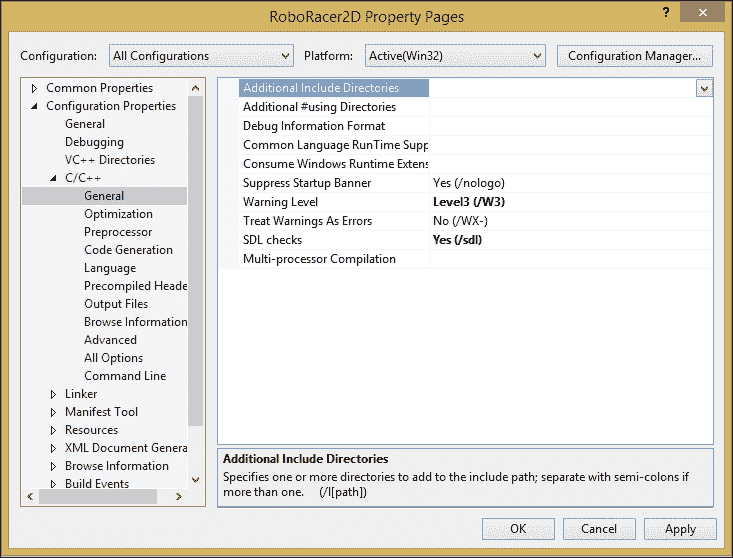 RoboRacer2D Property Pages
?
Configuration: All Configurations Platform: Active(Win32) Configuration Manager...
Common Properties
Configuration Properties
General
Debugging
VC++ Directories
C/C++
General
Optimization
Preprocessor
Code Generation
Language
Precompiled Heade
Output Files
Browse Information
Advanced
All Options
Command Line
Linker
Manifest Tool
Resources
XML Document Genera
Browse Information
Build Events
Additional Include Directories
Additional #using Directories
Debug Information Format
Common Language RunTime Supp
Consume Windows Runtime Extens
Suppress Startup Banner Yes (/nologo)
Warning Level Level3 (/W3)
Treat Warnings As Errors No (/WX-)
SDL checks Yes (/sdl)
Multi-processor Compilation
Additional Include Directories
Specifies one or more directories to add to the include path; separate with semi-colons if
more than one. (/I[path])
OK Cancel Apply